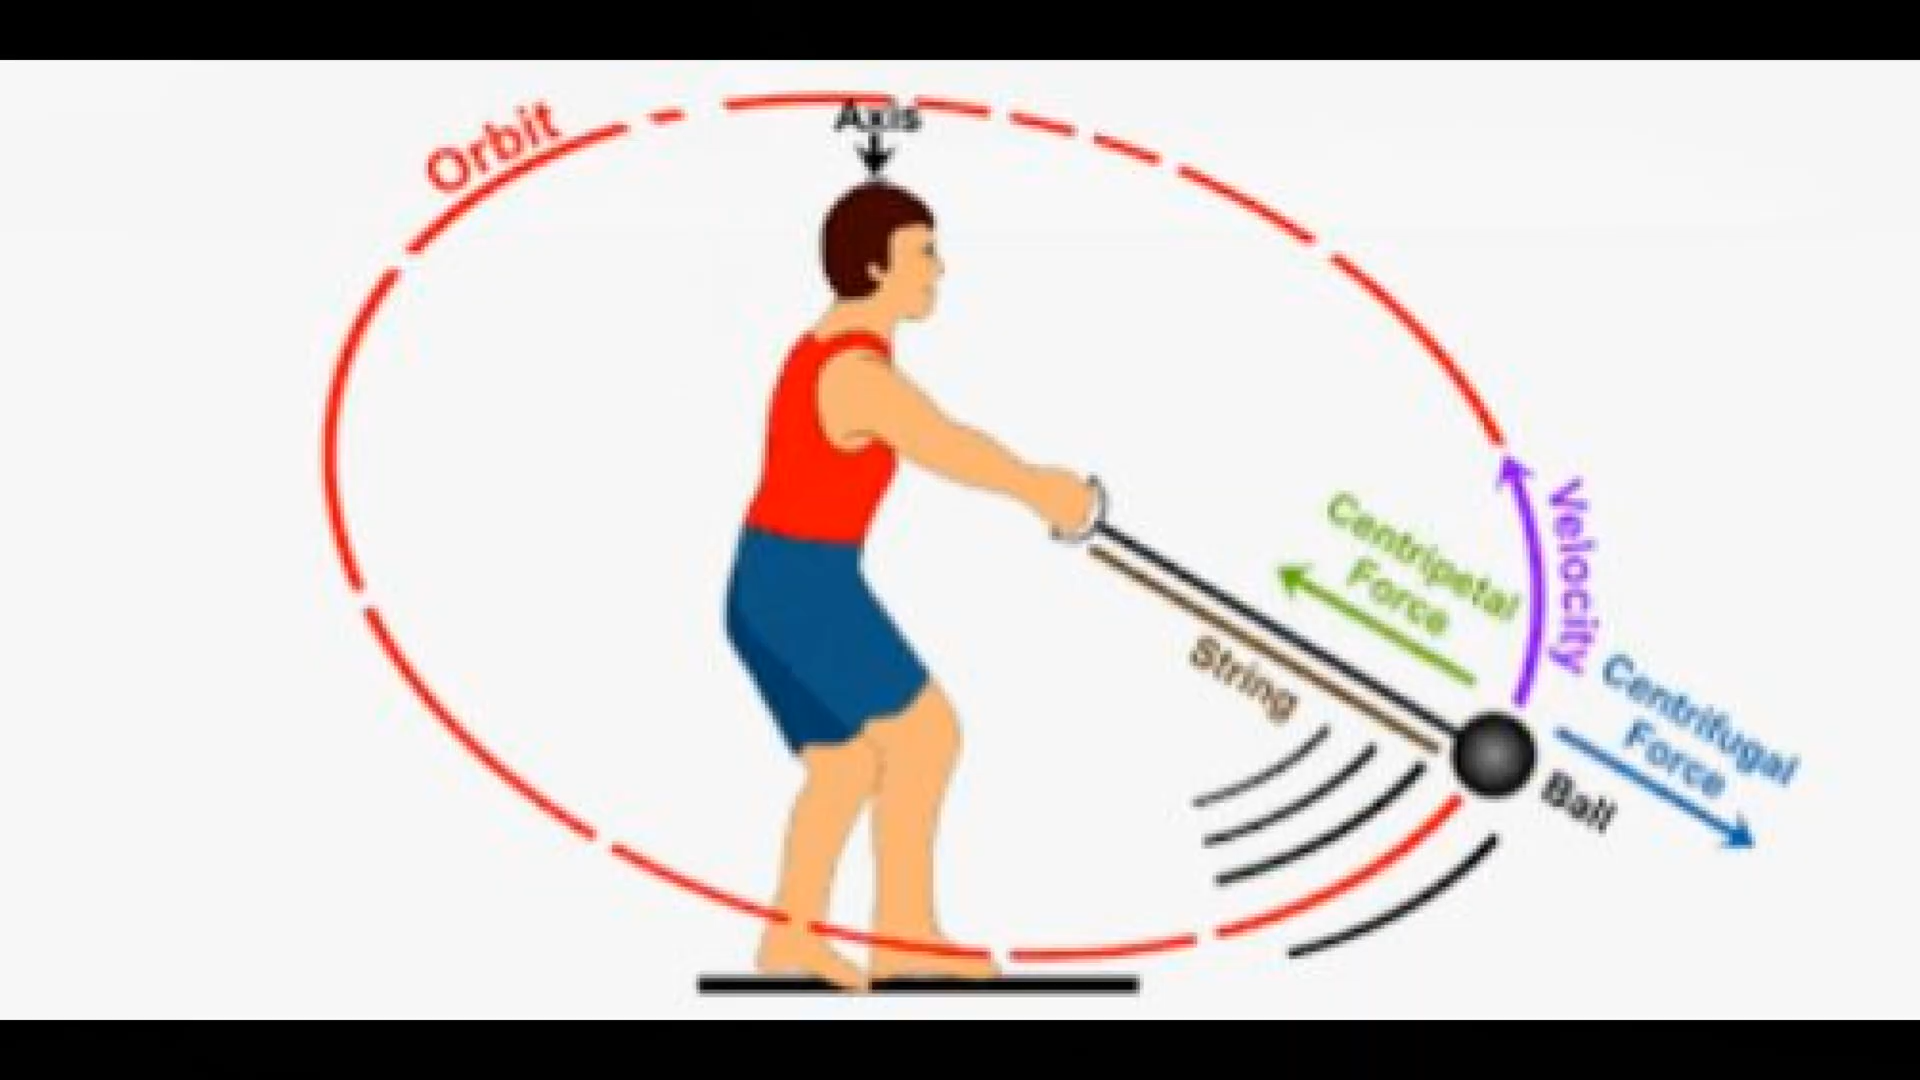 Orbit
Axis
Centripetal
Force
Velocity
String
Centrifugal
Force
Ball